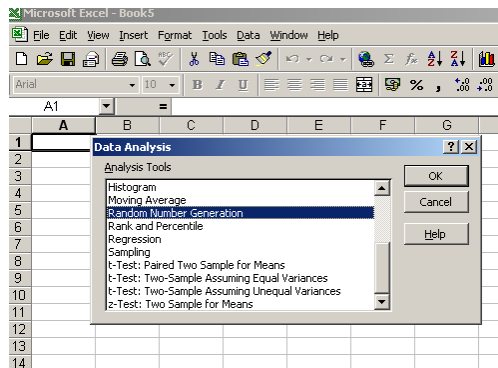 Microsoft Excel - Book5
File Edit View Insert Format Tools Data Window Help
Arial 10 B I U % , .00 .00
A1 =
A B C D E F G
1
Data Analysis ? X
2
Analysis Tools
3
Histogram
OK
4
Moving Average
5
Random Number Generation
Cancel
6
Rank and Percentile
7
Regression
Help
8
Sampling
t-Test: Paired Two Sample for Means
9
t-Test: Two-Sample Assuming Equal Variances
10
t-Test: Two-Sample Assuming Unequal Variances
11
z-Test: Two Sample for Means
12
13
14